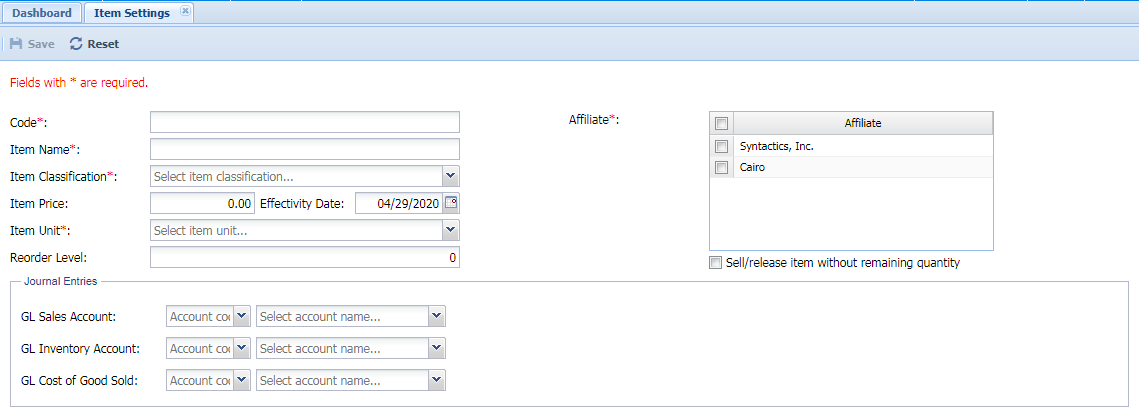 Dashboard Item Settings
Save Reset
Fields with * are required.
Code*:
Item Name*:
Item Classification*: Select item classification...
Item Price: 0.00 Effectivity Date: 04/29/2020
Item Unit*: Select item unit...
Reorder Level: 0
Affiliate*:
Affiliate
Syntactics, Inc.
Cairo
Sell/release item without remaining quantity
Journal Entries
GL Sales Account: Account co Select account name...
GL Inventory Account: Account co Select account name...
GL Cost of Good Sold: Account co Select account name...